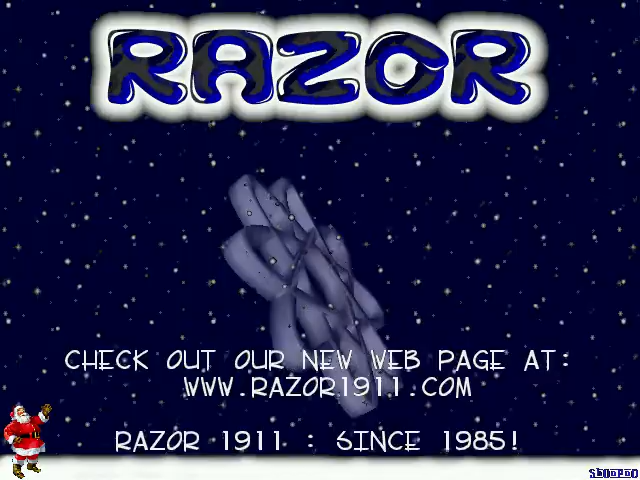 RAZOR
CHECK OUT OUR NEW WEB PAGE AT:
WWW.RAZOR1911.COM
RAZOR 1911 : SINCE 1985!